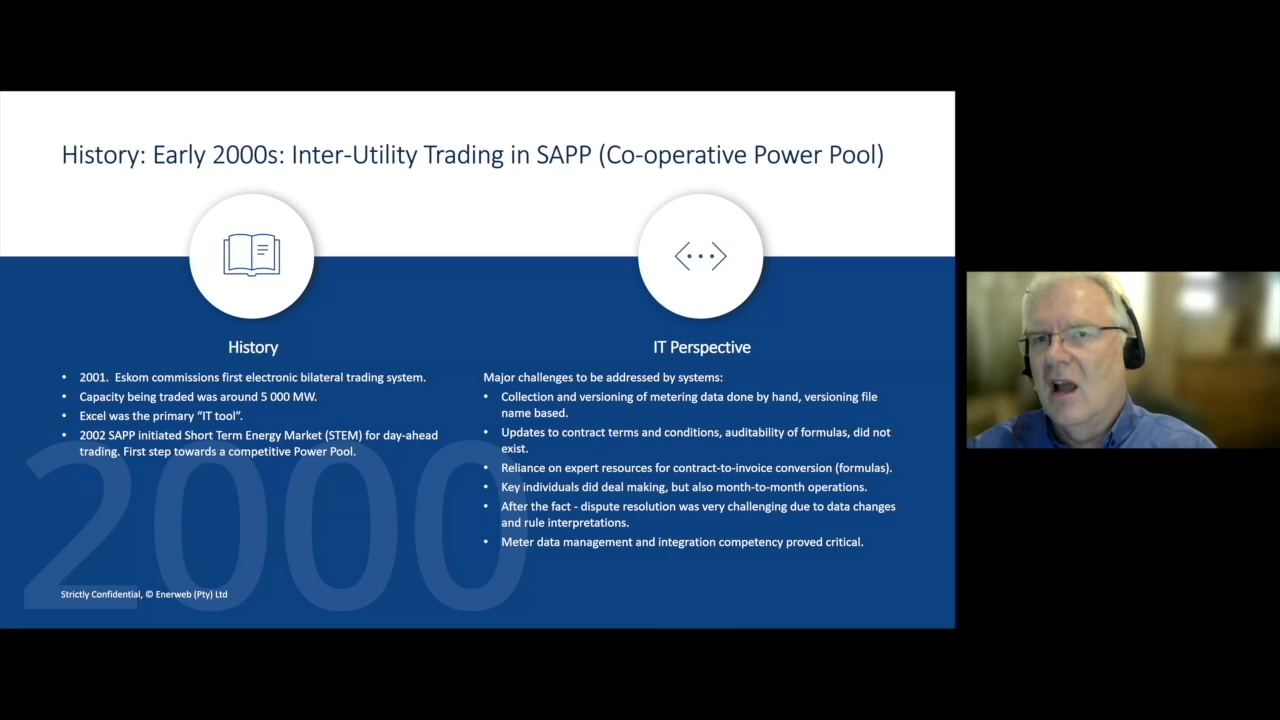 History: Early 2000s: Inter-Utility Trading in SAPP (Co-operative Power Pool)
History
• 2001. Eskom commissions first electronic bilateral trading system.
• Capacity being traded was around 5 000 MW.
• Excel was the primary “IT tool”.
• 2002 SAPP initiated Short Term Energy Market (STEM) for day-ahead
trading. First step towards a competitive Power Pool.
IT Perspective
Major challenges to be addressed by systems:
• Collection and versioning of metering data done by hand, versioning file
name based.
• Updates to contract terms and conditions, auditability of formulas, did not
exist.
• Reliance on expert resources for contract-to-invoice conversion (formulas).
• Key individuals did deal making, but also month-to-month operations.
• After the fact - dispute resolution was very challenging due to data changes
and rule interpretations.
• Meter data management and integration competency proved critical.
2000
Strictly Confidential, © Enerweb (Pty) Ltd